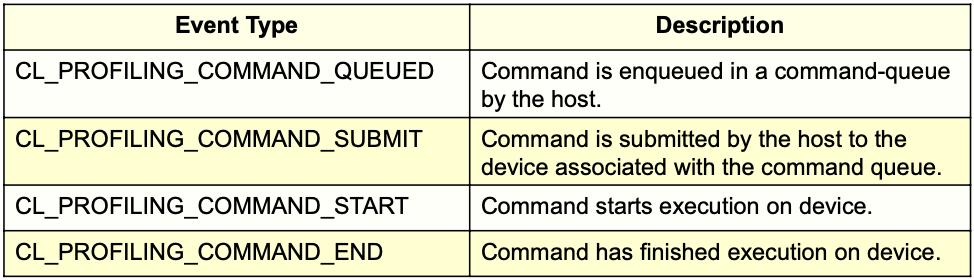 Event Type
Description
CL_PROFILING_COMMAND_QUEUED
Command is enqueued in a command-queue
by the host.
CL_PROFILING_COMMAND_SUBMIT
Command is submitted by the host to the
device associated with the command queue.
CL_PROFILING_COMMAND_START
Command starts execution on device.
CL_PROFILING_COMMAND_END
Command has finished execution on device.